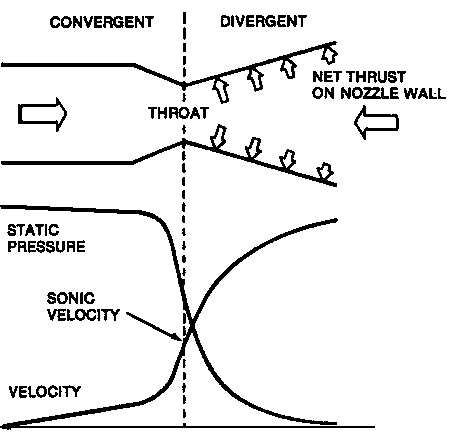 CONVERGENT
DIVERGENT
NET THRUST
ON NOZZLE WALL
THROAT
STATIC
PRESSURE
SONIC
VELOCITY
VELOCITY